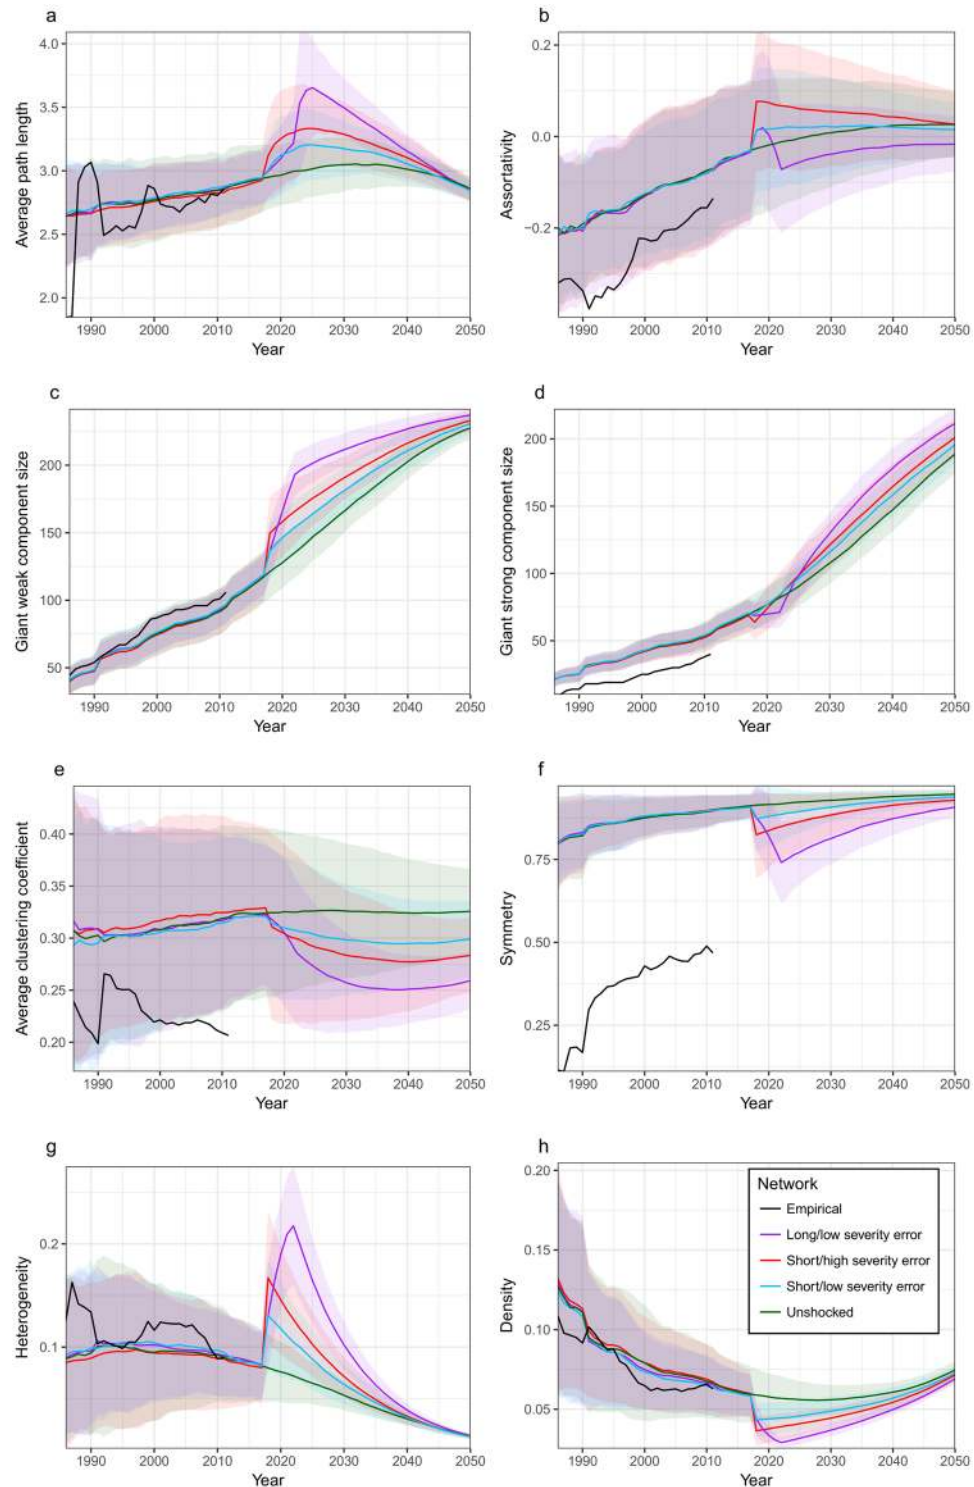 a
4.0
3.5
3.0
2.5
2.0
Average path length
1990 2000 2010 2020 2030 2040 2050
Year
b
0.2
0.0
−0.2
Assortativity
1990 2000 2010 2020 2030 2040 2050
Year
c
200
150
100
50
Giant weak component size
1990 2000 2010 2020 2030 2040 2050
Year
d
200
150
100
50
Giant strong component size
1990 2000 2010 2020 2030 2040 2050
Year
e
0.40
0.35
0.30
0.25
0.20
Average clustering coefficient
1990 2000 2010 2020 2030 2040 2050
Year
f
0.75
0.50
0.25
Symmetry
1990 2000 2010 2020 2030 2040 2050
Year
g
0.2
0.1
Heterogeneity
1990 2000 2010 2020 2030 2040 2050
Year
h
0.20
0.15
0.10
0.05
Density
1990 2000 2010 2020 2030 2040 2050
Year
Network
Empirical
Long/low severity error
Short/high severity error
Short/low severity error
Unshocked